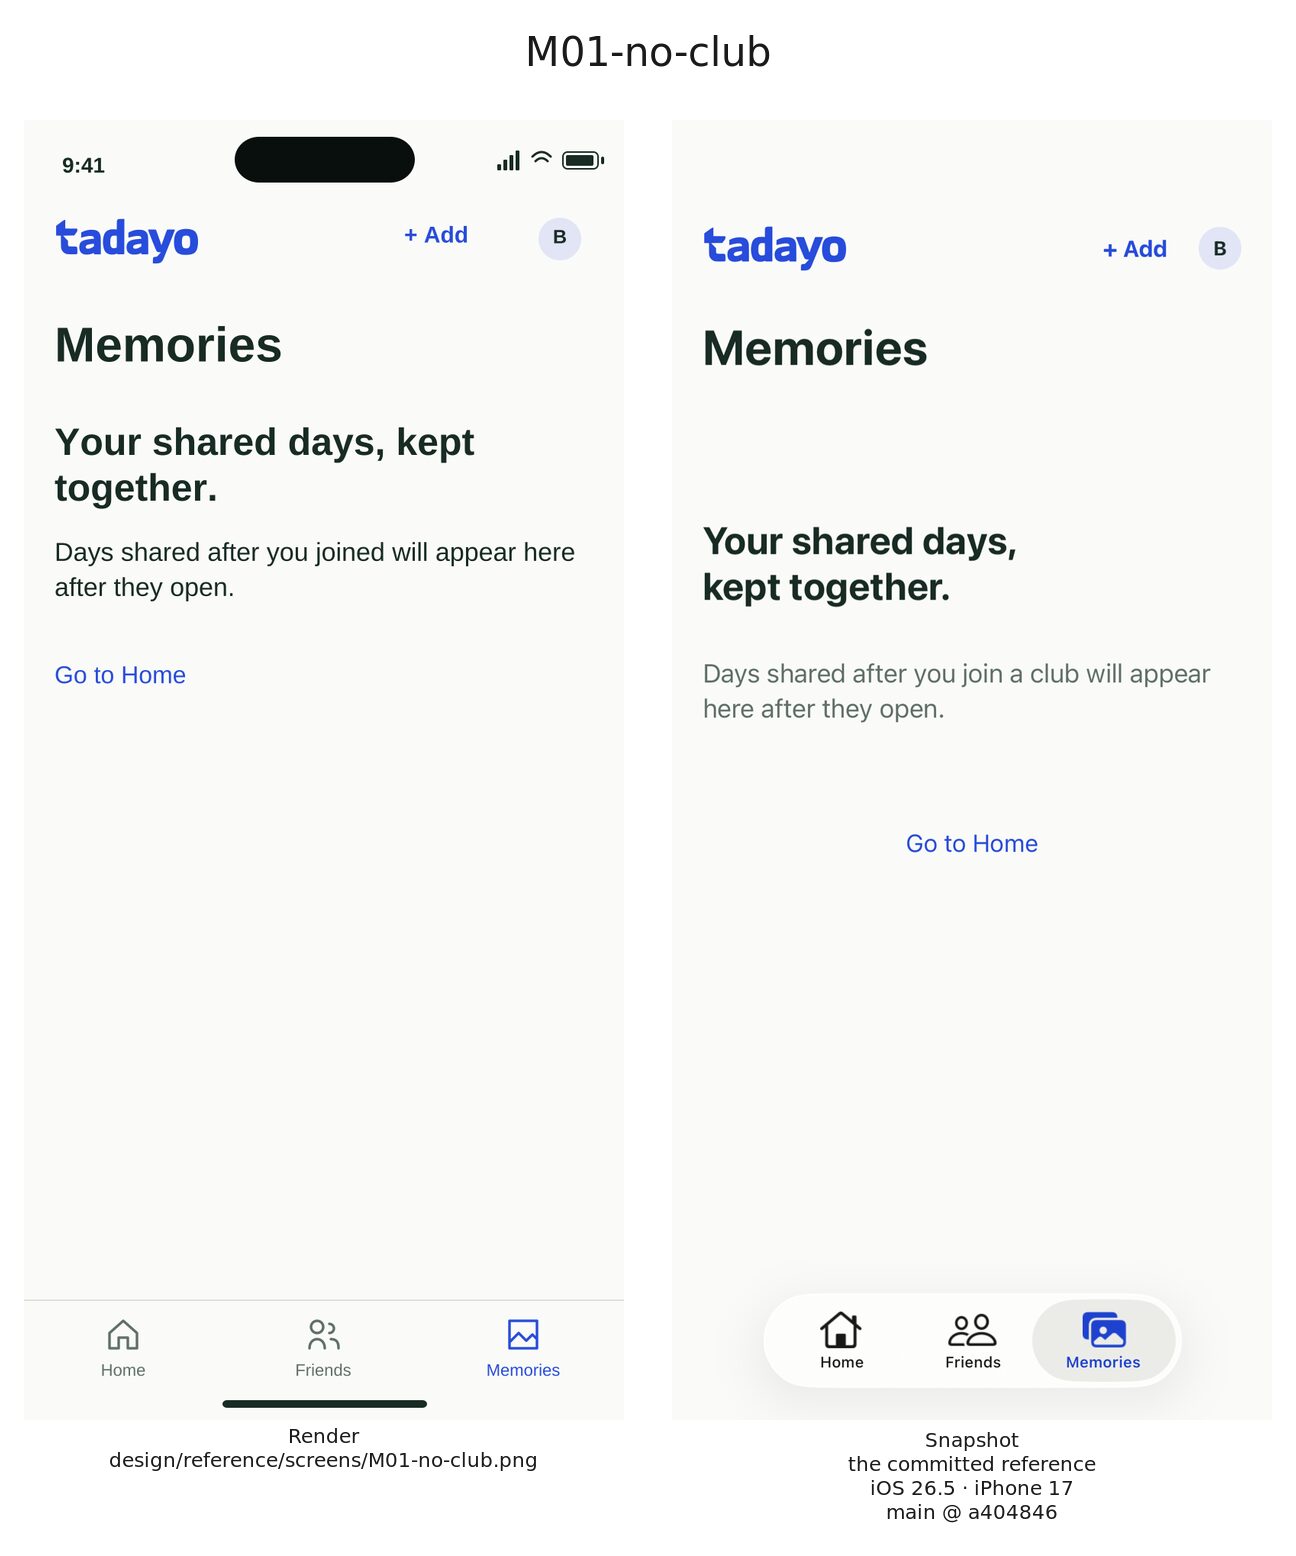 M01-no-club
9:41
tadayo
+ Add
B
Memories
Your shared days, kept
together.
Days shared after you joined will appear here
after they open.
Go to Home
Home
Friends
Memories
Render
design/reference/screens/M01-no-club.png
tadayo
+ Add
B
Memories
Your shared days,
kept together.
Days shared after you join a club will appear
here after they open.
Go to Home
Home
Friends
Memories
Snapshot
the committed reference
iOS 26.5 · iPhone 17
main @ a404846